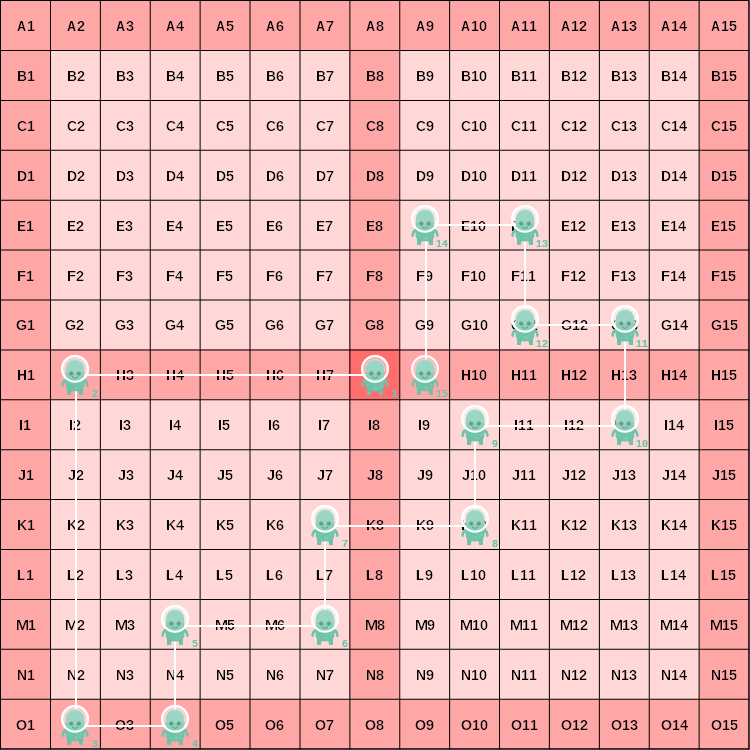 A1 A2 A3 A4 A5 A6 A7 A8 A9 A10 A11 A12 A13 A14 A15
B1 B2 B3 B4 B5 B6 B7 B8 B9 B10 B11 B12 B13 B14 B15
C1 C2 C3 C4 C5 C6 C7 C8 C9 C10 C11 C12 C13 C14 C15
D1 D2 D3 D4 D5 D6 D7 D8 D9 D10 D11 D12 D13 D14 D15
E1 E2 E3 E4 E5 E6 E7 E8 14 E10 13 E12 E13 E14 E15
F1 F2 F3 F4 F5 F6 F7 F8 F9 F10 F11 F12 F13 F14 F15
G1 G2 G3 G4 G5 G6 G7 G8 G9 G10 12 G12 11 G14 G15
H1 2 H3 H4 H5 H6 H7 1 15 H10 H11 H12 H13 H14 H15
I1 I2 I3 I4 I5 I6 I7 I8 I9 9 I11 I12 10 I14 I15
J1 J2 J3 J4 J5 J6 J7 J8 J9 J10 J11 J12 J13 J14 J15
K1 K2 K3 K4 K5 K6 7 K8 K9 8 K11 K12 K13 K14 K15
L1 L2 L3 L4 L5 L6 L7 L8 L9 L10 L11 L12 L13 L14 L15
M1 M2 M3 5 M5 M6 6 M8 M9 M10 M11 M12 M13 M14 M15
N1 N2 N3 N4 N5 N6 N7 N8 N9 N10 N11 N12 N13 N14 N15
O1 3 O3 4 O5 O6 O7 O8 O9 O10 O11 O12 O13 O14 O15